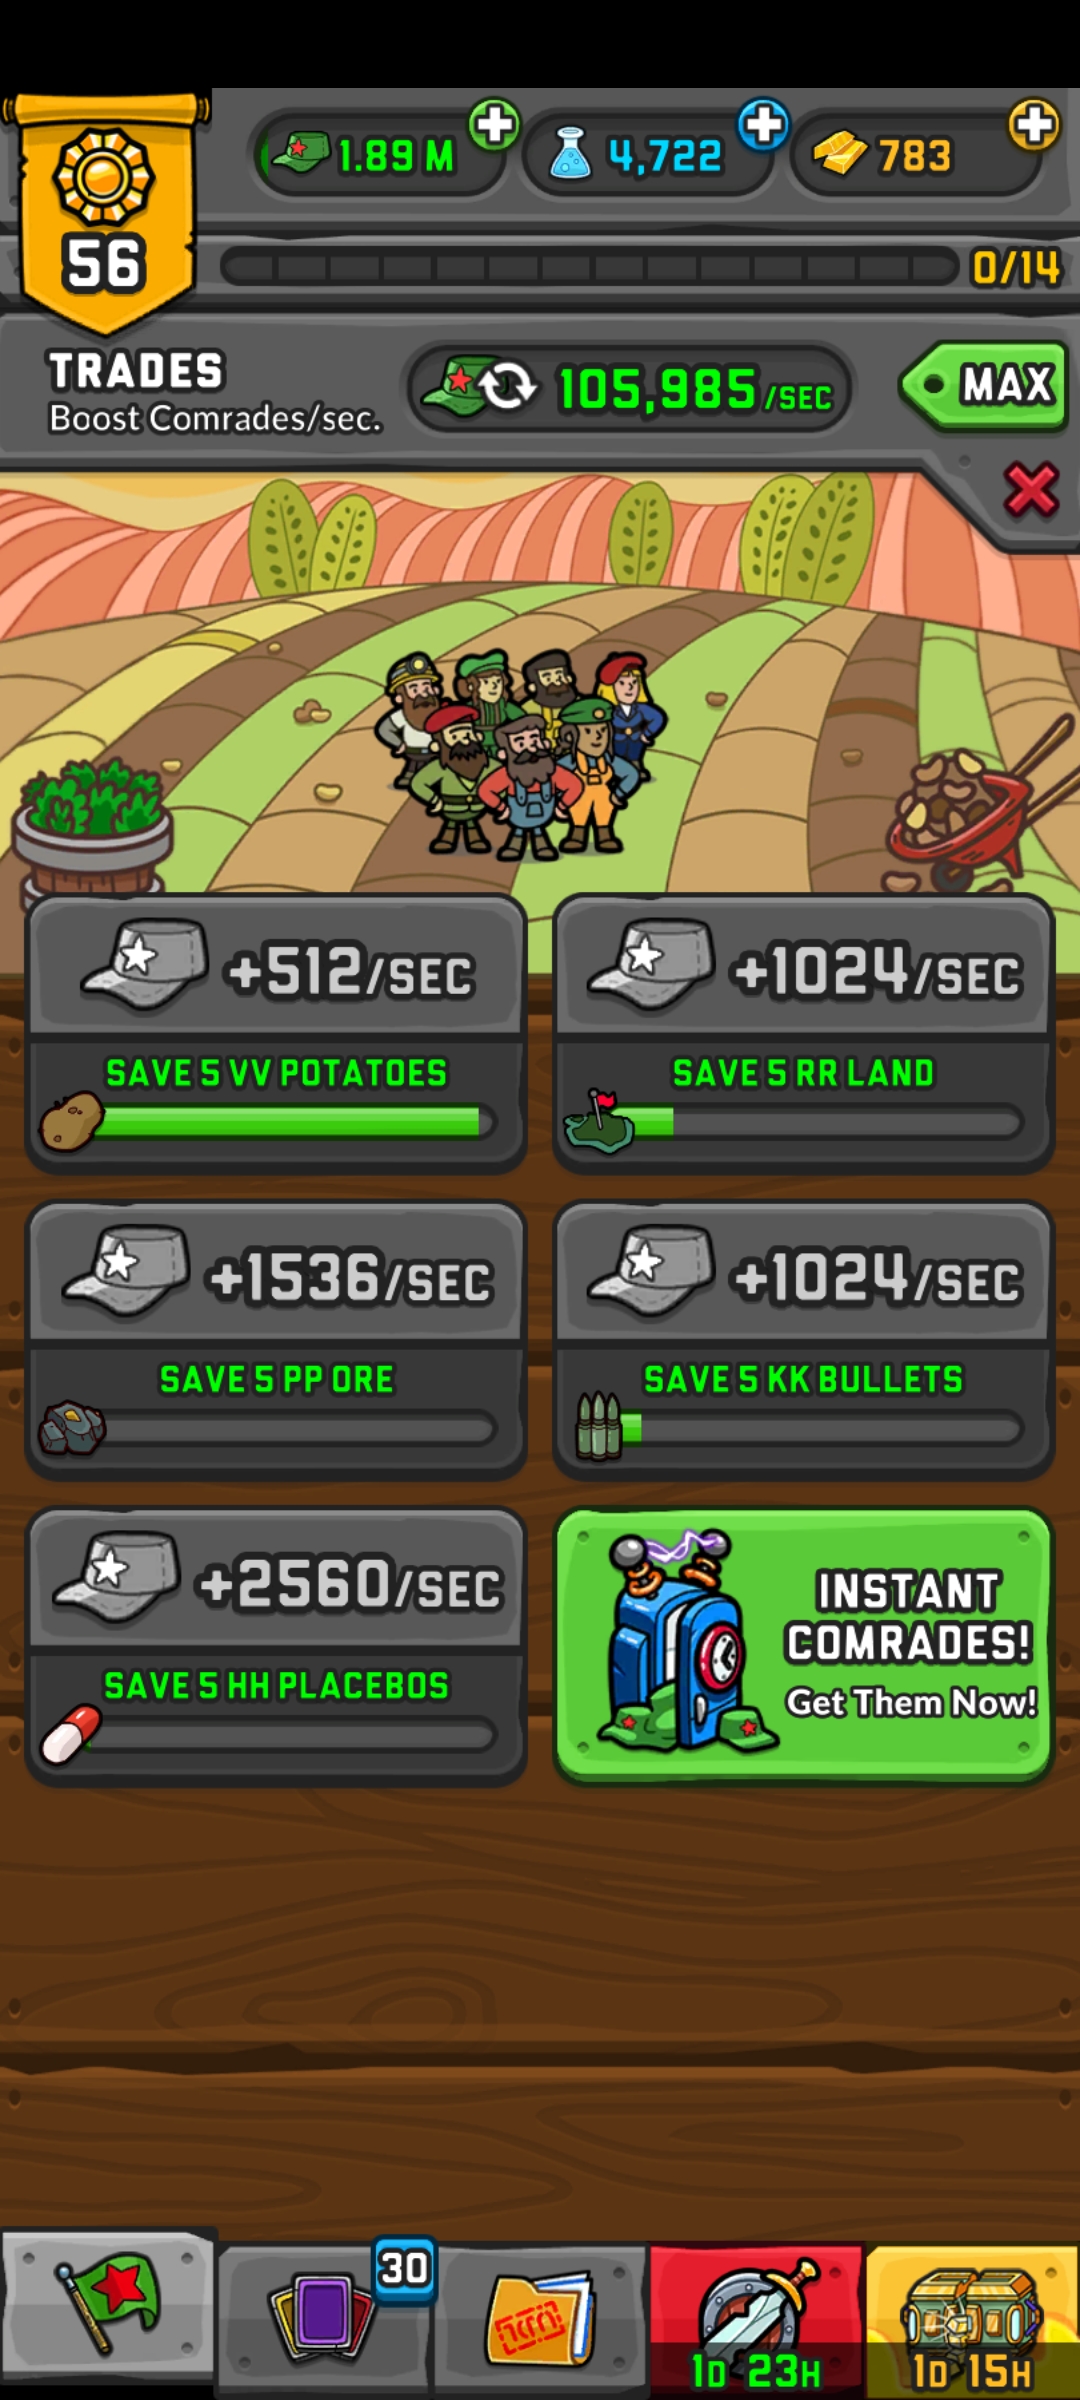 1.89 M
4,722
783
56
0/14
TRADES
Boost Comrades/sec.
105,985/SEC
MAX
+512/SEC
+1024/SEC
SAVE 5 VV POTATOES
SAVE 5 RR LAND
+1536/SEC
+1024/SEC
SAVE 5 PP ORE
SAVE 5 KK BULLETS
+2560/SEC
SAVE 5 HH PLACEBOS
INSTANT
COMRADES!
Get Them Now!
30
1D 23H
1D 15H